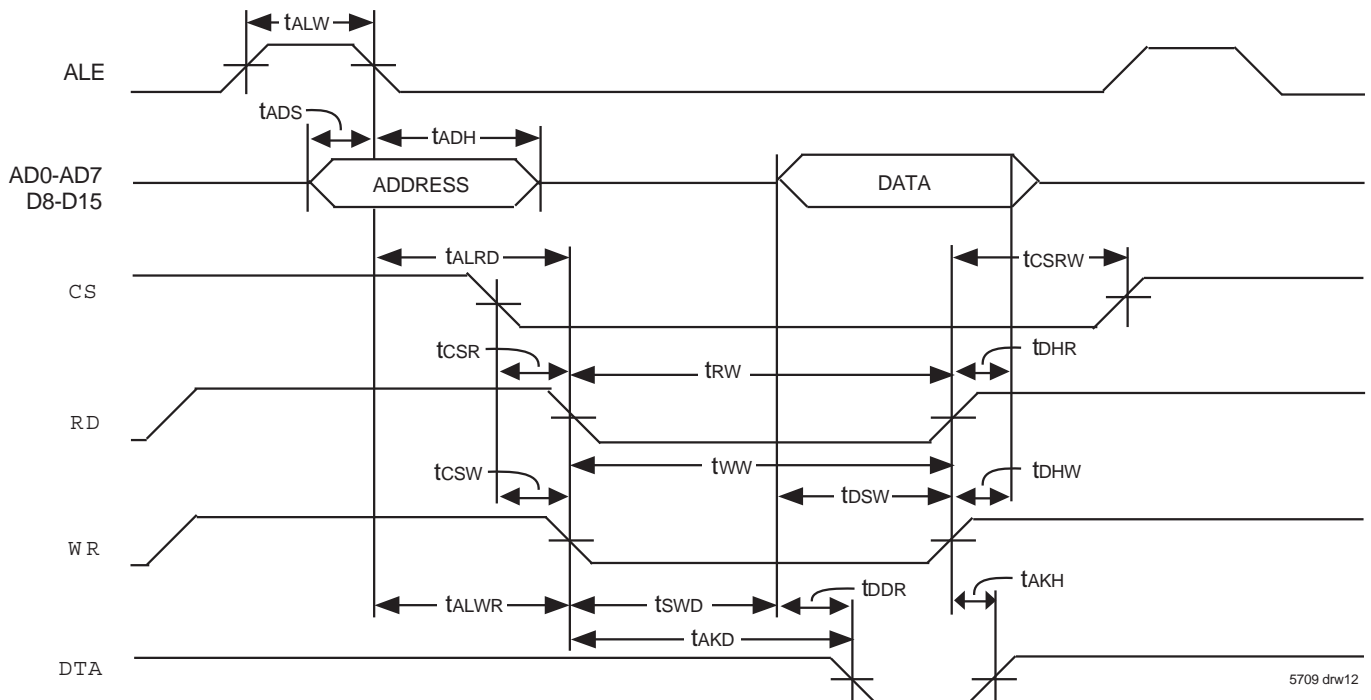 tALW
ALE
tADS
tADH
AD0-AD7
D8-D15
ADDRESS
DATA
tALRD
tCSRW
CS
tCSR
tRW
tDHR
RD
tCSW
tWW
tDSW
tDHW
WR
tALWR
tSWD
tDDR
tAKH
tAKD
DTA
5709 drw12